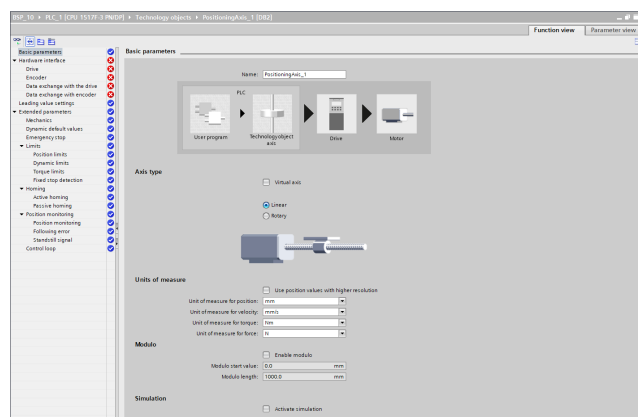 BSP_10 ▸ PLC_1 [CPU 1517F-3 PN/DP] ▸ Technology objects ▸ PositioningAxis_1 [DB2]
Function view
Parameter view
Basic parameters
Hardware interface
Drive
Encoder
Data exchange with the drive
Data exchange with encoder
Leading value settings
Extended parameters
Mechanics
Dynamic default values
Emergency stop
Limits
Position limits
Dynamic limits
Torque limits
Fixed stop detection
Homing
Active homing
Passive homing
Position monitoring
Position monitoring
Following error
Standstill signal
Control loop
Basic parameters
Name: PositioningAxis_1
PLC
User program
Technology object
axis
Drive
Motor
Axis type
Virtual axis
Linear
Rotary
Units of measure
Use position values with higher resolution
Unit of measure for position: mm
Unit of measure for velocity: mm/s
Unit of measure for torque: Nm
Unit of measure for force: N
Modulo
Enable modulo
Modulo start value: 0.0 mm
Modulo length: 1000.0 mm
Simulation
Activate simulation